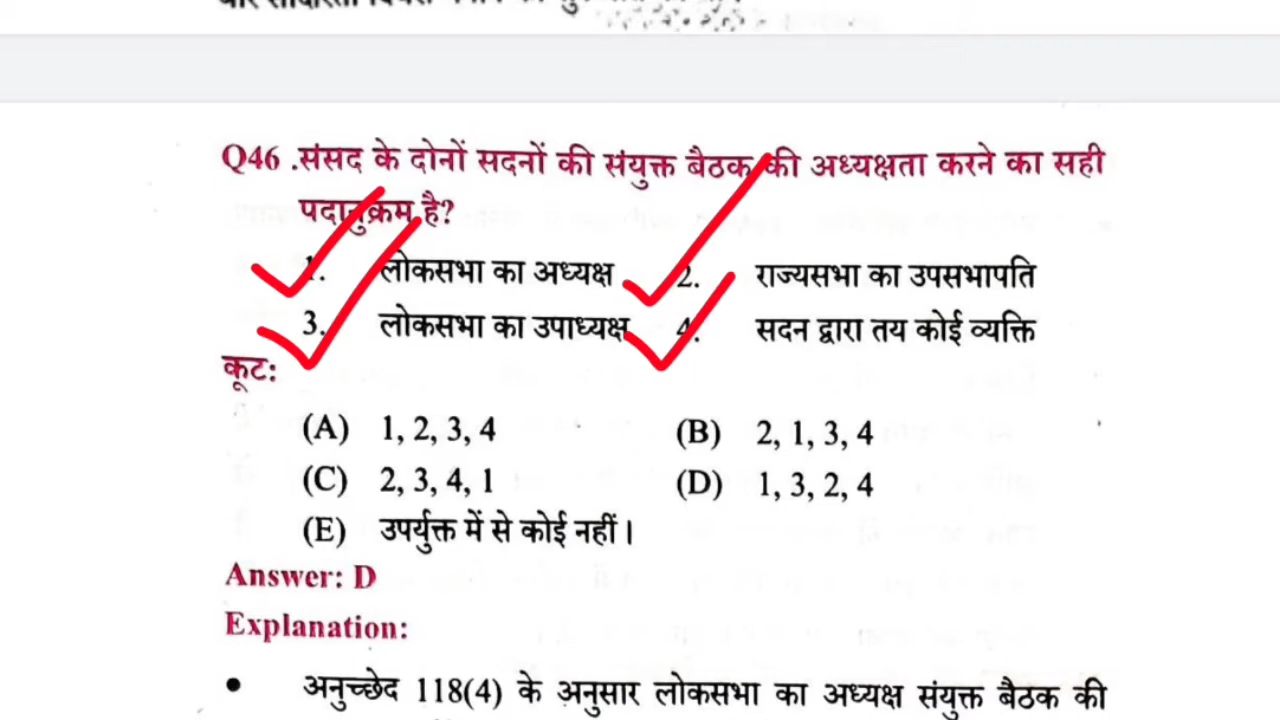 Q46 .संसद के दोनों सदनों की संयुक्त बैठक की अध्यक्षता करने का सही
पदानुक्रम है?
1. लोकसभा का अध्यक्ष 2. राज्यसभा का उपसभापति
3. लोकसभा का उपाध्यक्ष 4. सदन द्वारा तय कोई व्यक्ति
कूट:
(A) 1, 2, 3, 4 (B) 2, 1, 3, 4
(C) 2, 3, 4, 1 (D) 1, 3, 2, 4
(E) उपर्युक्त में से कोई नहीं।
Answer: D
Explanation:
• अनुच्छेद 118(4) के अनुसार लोकसभा का अध्यक्ष संयुक्त बैठक की